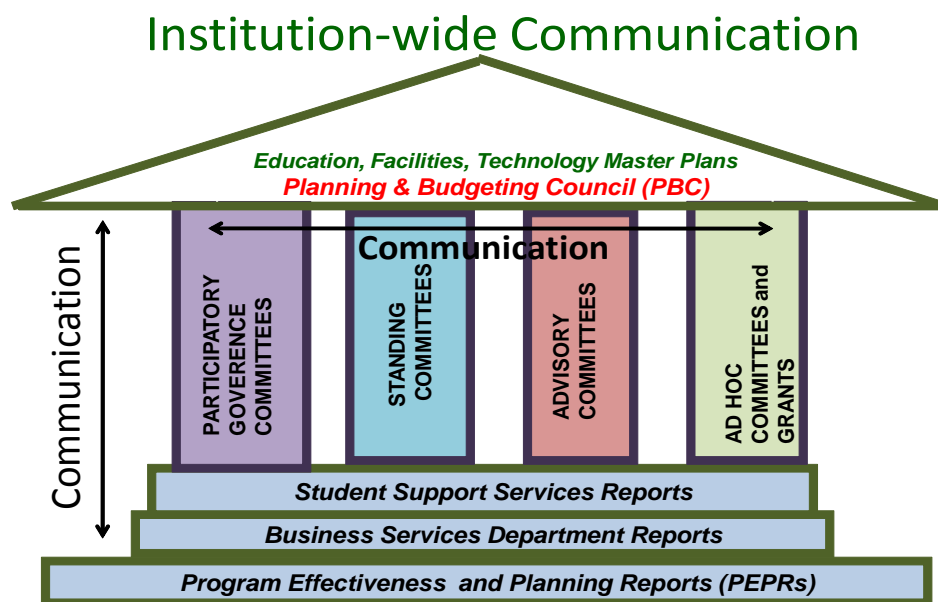 Institution-wide Communication
Education, Facilities, Technology Master Plans
Planning & Budgeting Council (PBC)
Communication
Communication
PARTICIPATORY
GOVERENCE
COMMITTEES
STANDING
COMMITTEES
ADVISORY
COMMITTEES
AD HOC
COMMITTEES and
GRANTS
Student Support Services Reports
Business Services Department Reports
Program Effectiveness and Planning Reports (PEPRs)